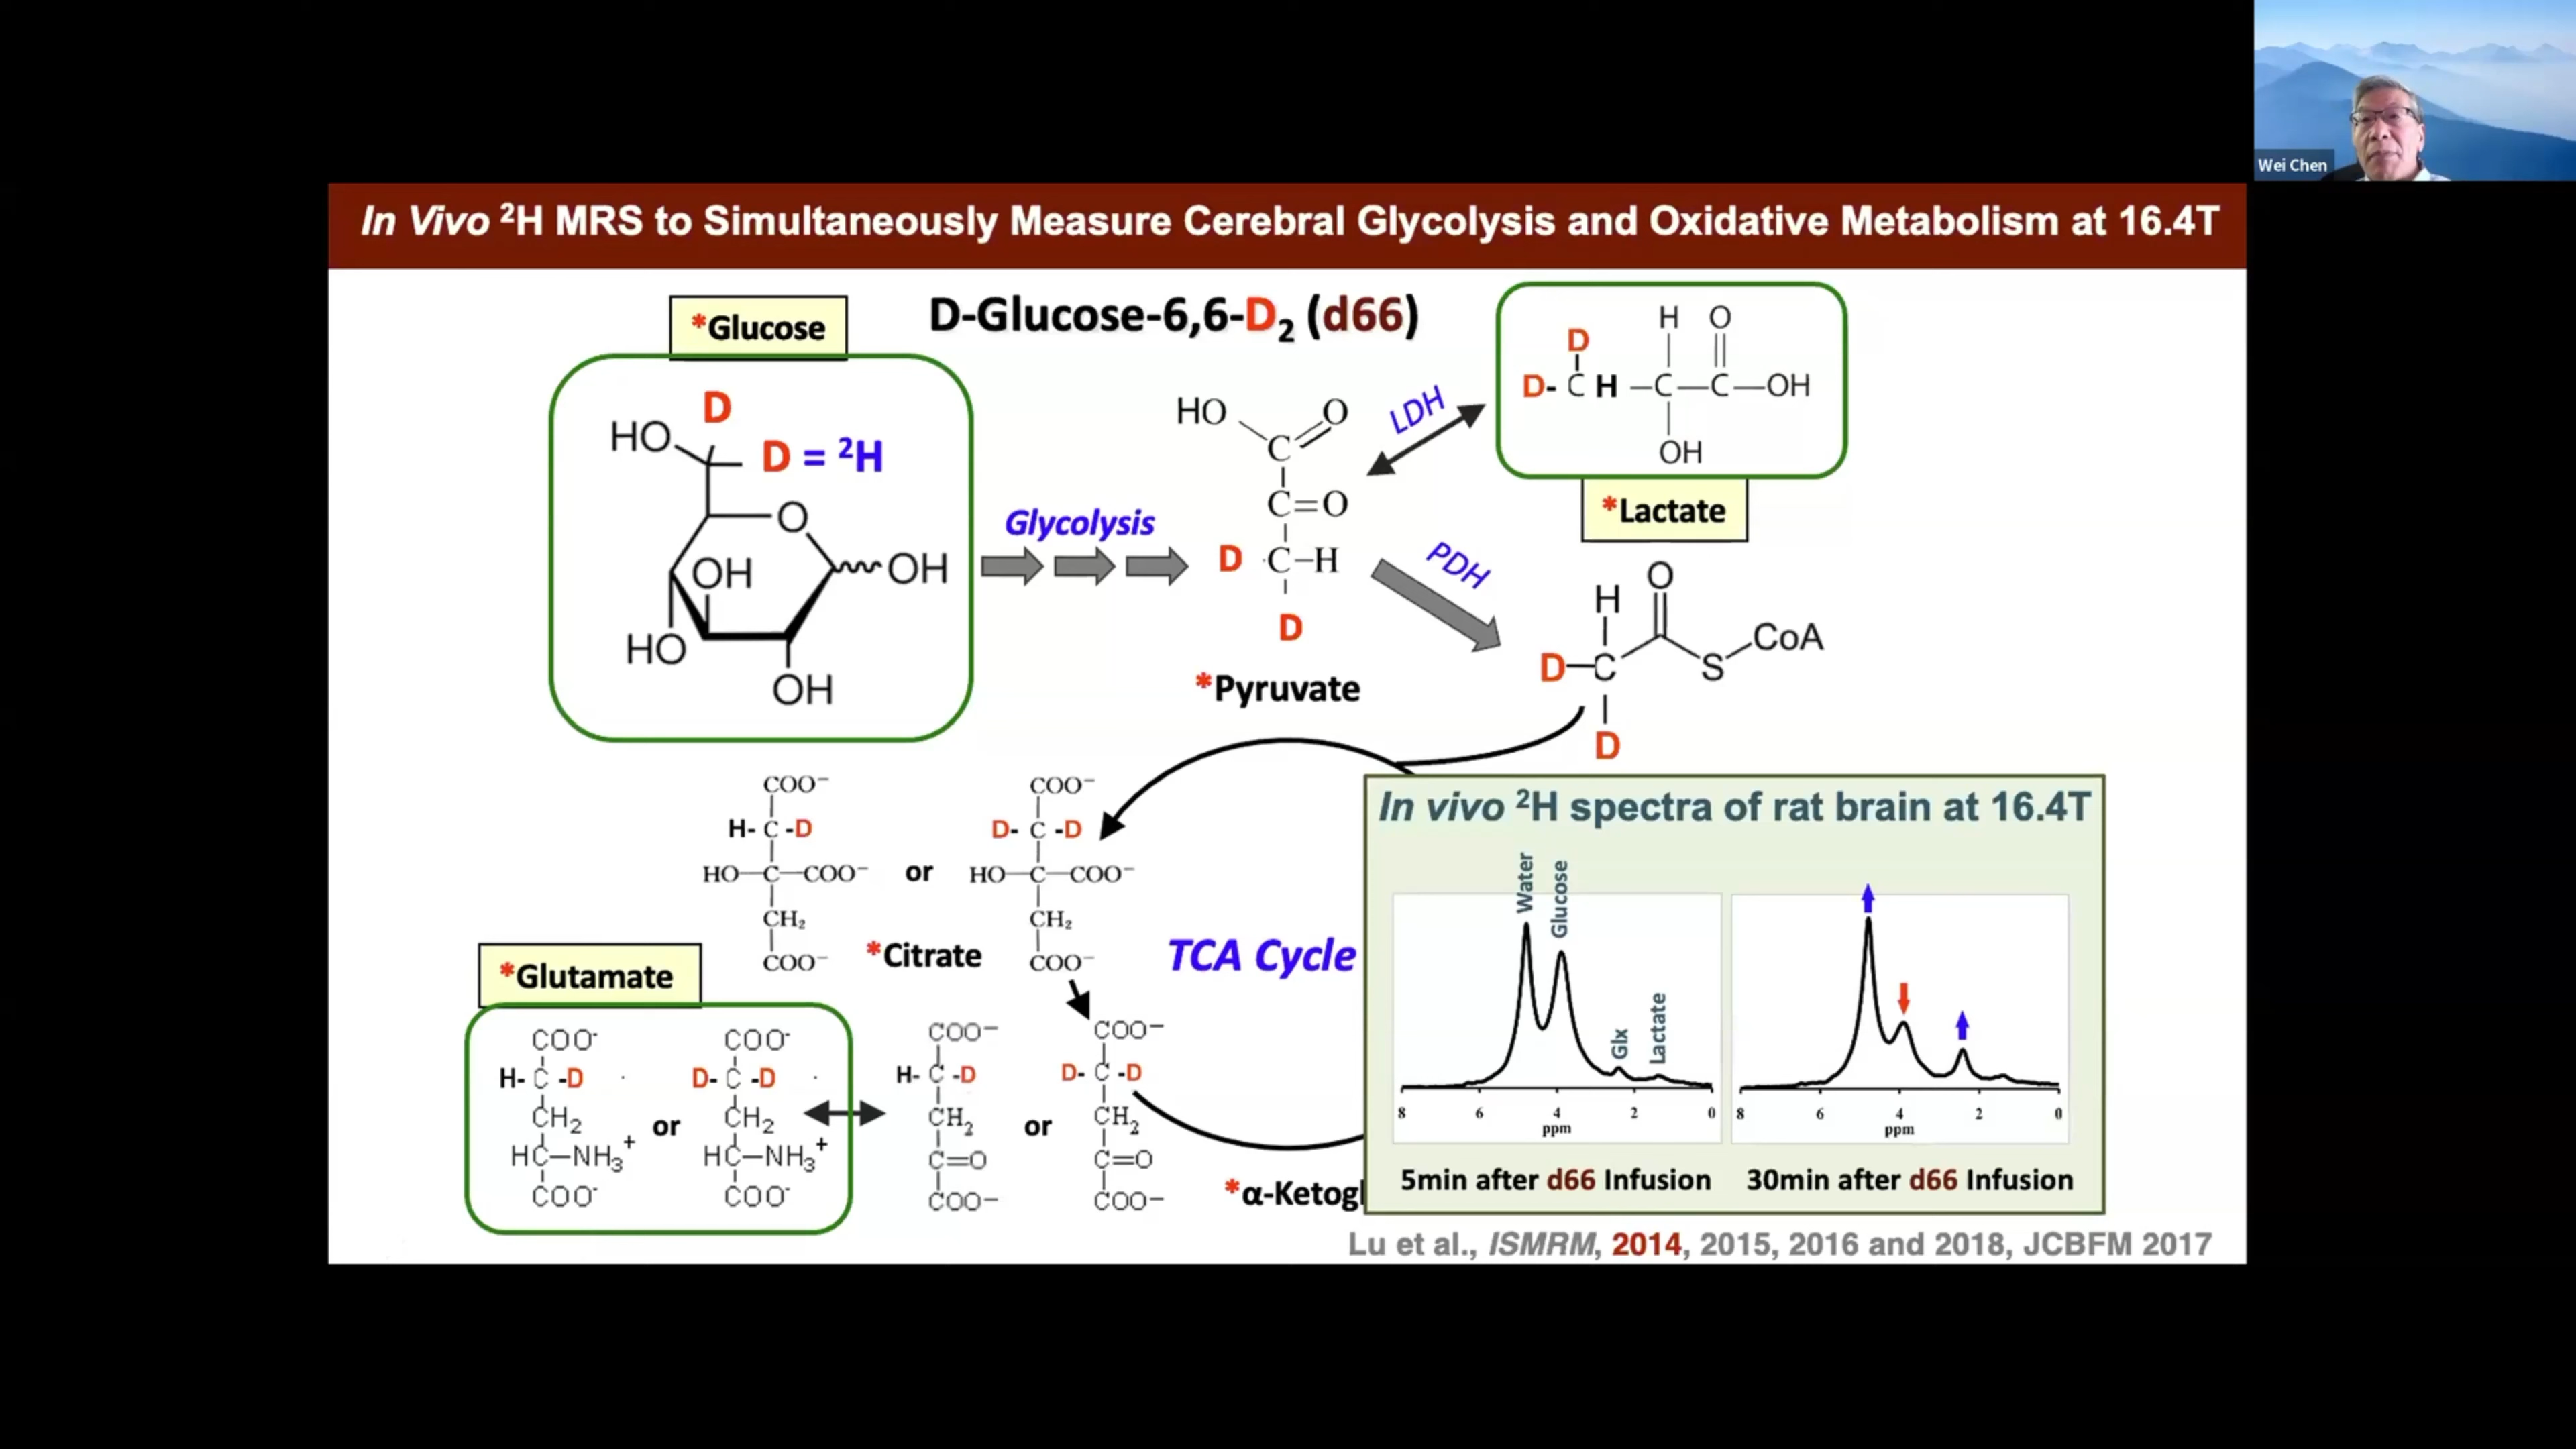 Wei Chen
In Vivo ²H MRS to Simultaneously Measure Cerebral Glycolysis and Oxidative Metabolism at 16.4T
*Glucose
D-Glucose-6,6-D₂ (d66)
D
HO
D = ²H
O
OH
OH
HO
OH
Glycolysis
HO
O
C
C=O
D C–H
D
*Pyruvate
LDH
PDH
H O
D
D- C H –C–C–OH
OH
*Lactate
O
H
CoA
D–C
S
D
COO⁻
H- C -D
HO–C–COO⁻
CH₂
COO⁻
or
COO⁻
D- C -D
HO–C–COO⁻
CH₂
COO⁻
*Citrate
TCA Cycle
*Glutamate
COO⁻
H- C -D
CH₂
HC–NH₃⁺
COO⁻
or
COO⁻
D- C -D
CH₂
HC–NH₃⁺
COO⁻
COO⁻
H- C -D
CH₂
C=O
COO⁻
or
COO⁻
D- C -D
CH₂
C=O
COO⁻
*α-Ketogl
In vivo ²H spectra of rat brain at 16.4T
Water
Glucose
Glx
Lactate
8 6 4 2 0
ppm
5min after d66 Infusion
8 6 4 2 0
ppm
30min after d66 Infusion
Lu et al., ISMRM, 2014, 2015, 2016 and 2018, JCBFM 2017